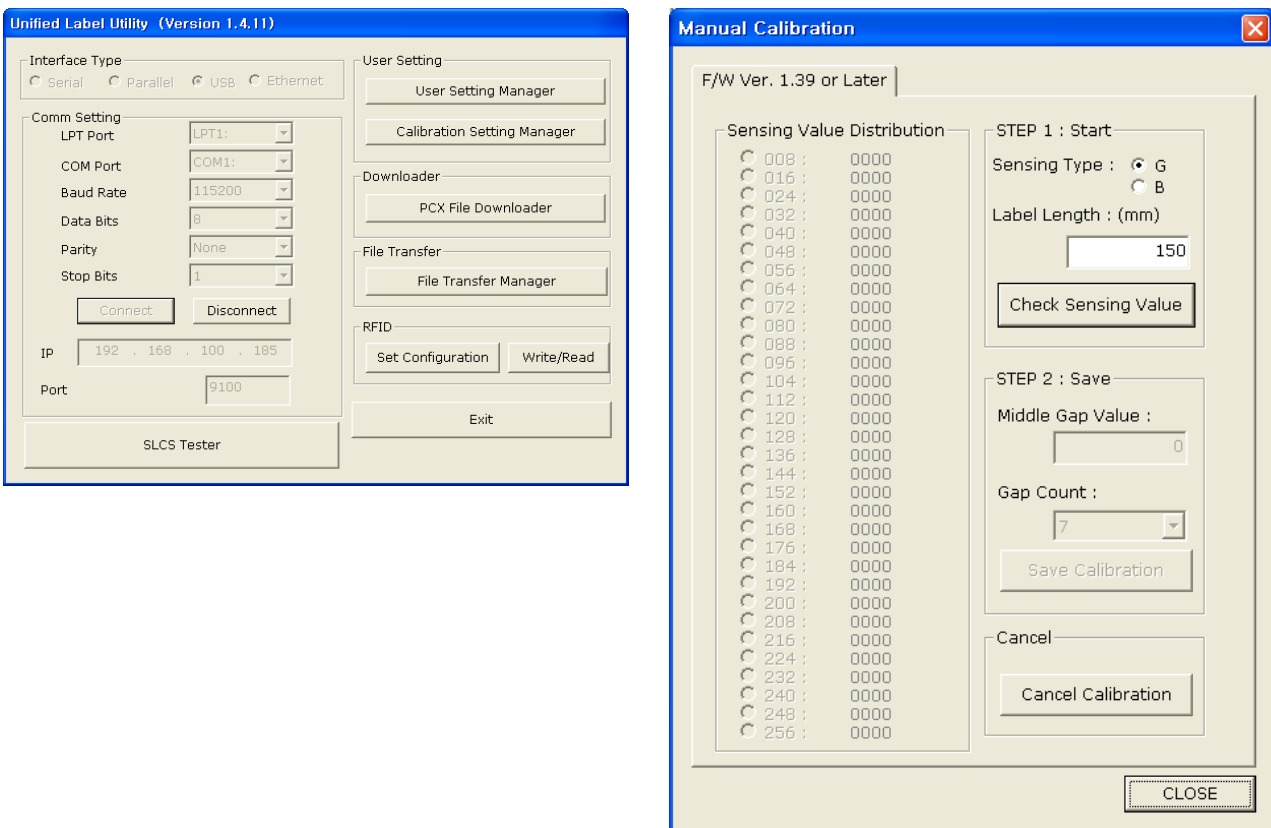 Unified Label Utility (Version 1.4.11)
Interface Type
Serial Parallel USB Ethernet
Comm Setting
LPT Port LPT1:
COM Port COM1:
Baud Rate 115200
Data Bits 8
Parity None
Stop Bits 1
Connect Disconnect
IP 192 . 168 . 100 . 185
Port 9100
SLCS Tester
User Setting
User Setting Manager
Calibration Setting Manager
Downloader
PCX File Downloader
File Transfer
File Transfer Manager
RFID
Set Configuration Write/Read
Exit
Manual Calibration
F/W Ver. 1.39 or Later
Sensing Value Distribution
008 : 0000
016 : 0000
024 : 0000
032 : 0000
040 : 0000
048 : 0000
056 : 0000
064 : 0000
072 : 0000
080 : 0000
088 : 0000
096 : 0000
104 : 0000
112 : 0000
120 : 0000
128 : 0000
136 : 0000
144 : 0000
152 : 0000
160 : 0000
168 : 0000
176 : 0000
184 : 0000
192 : 0000
200 : 0000
208 : 0000
216 : 0000
224 : 0000
232 : 0000
240 : 0000
248 : 0000
256 : 0000
STEP 1 : Start
Sensing Type : G
B
Label Length : (mm)
150
Check Sensing Value
STEP 2 : Save
Middle Gap Value :
0
Gap Count :
7
Save Calibration
Cancel
Cancel Calibration
CLOSE